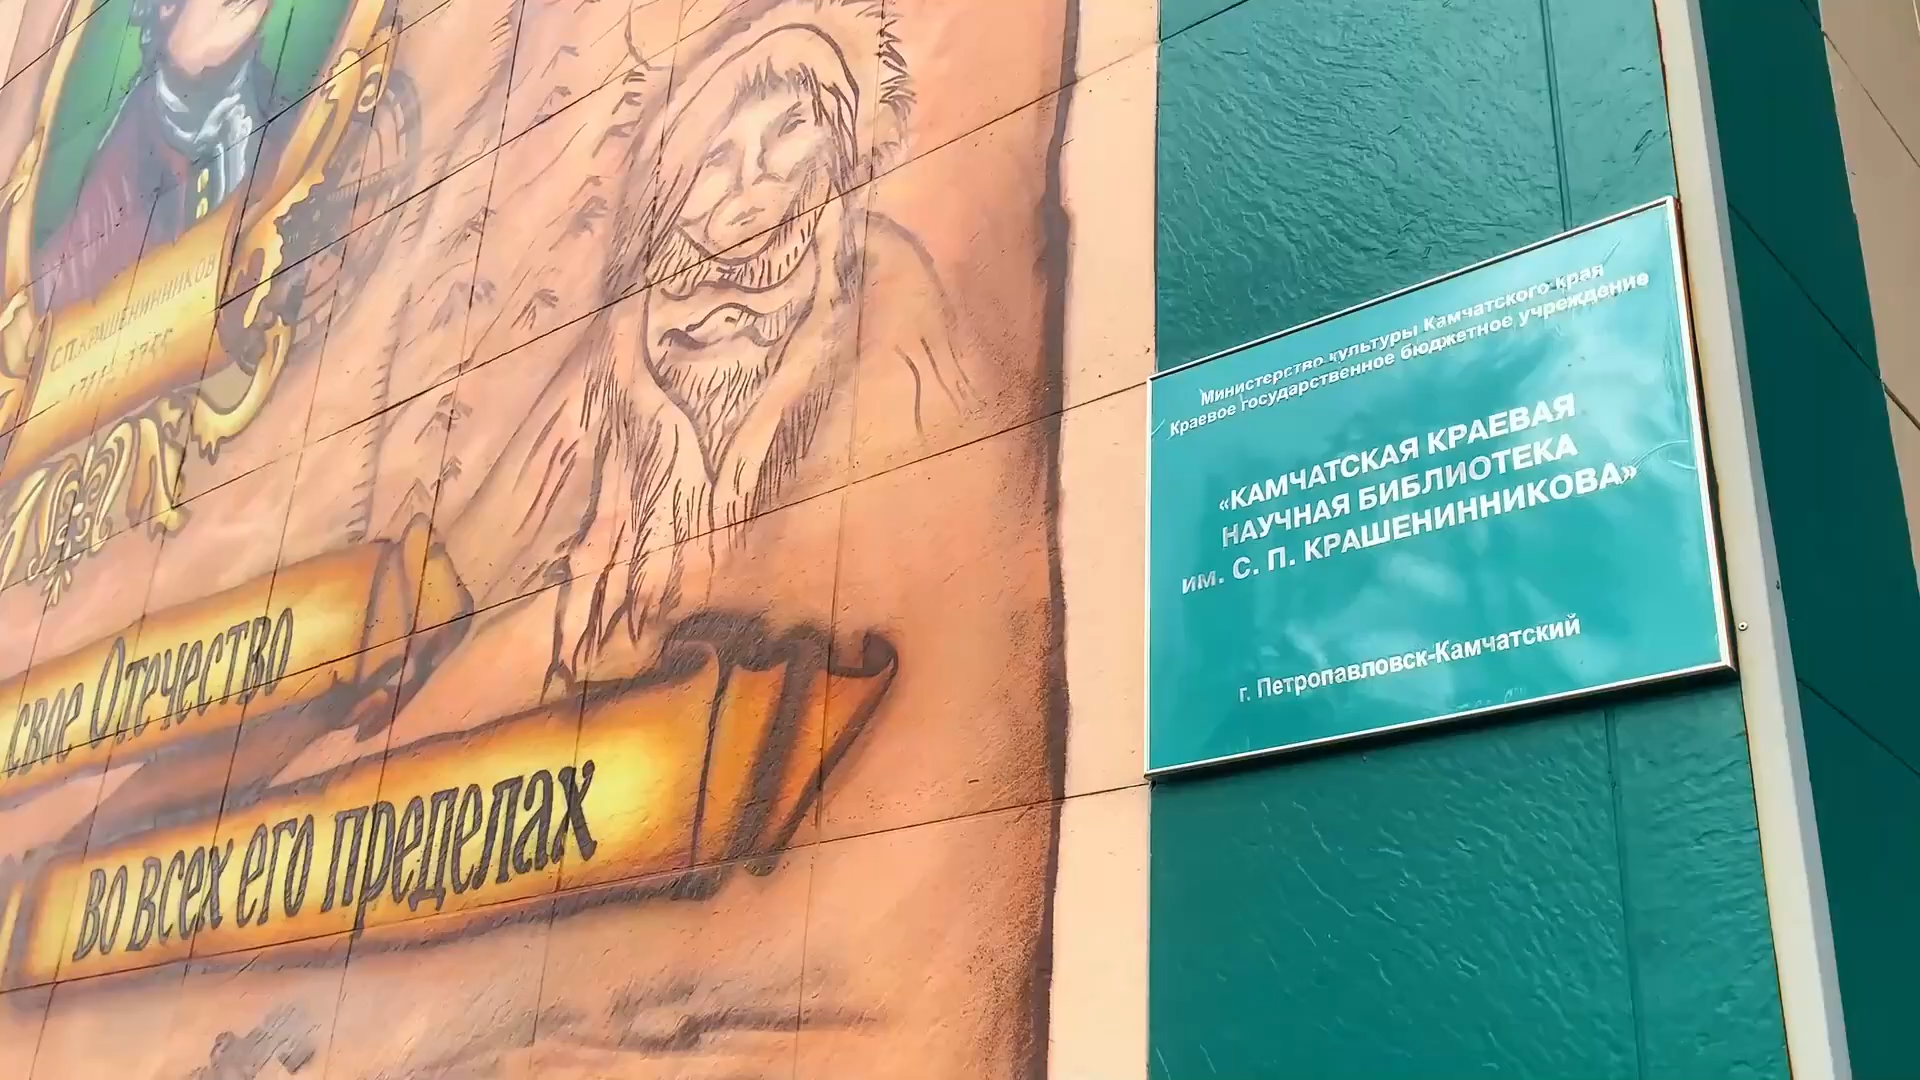 С.П.КРАШЕНИННИКОВ
1711-1755
свое Отечество
во всех его пределах
Министерство культуры Камчатского края
Краевое государственное бюджетное учреждение
«КАМЧАТСКАЯ КРАЕВАЯ
НАУЧНАЯ БИБЛИОТЕКА
им. С. П. КРАШЕНИННИКОВА»
г. Петропавловск-Камчатский